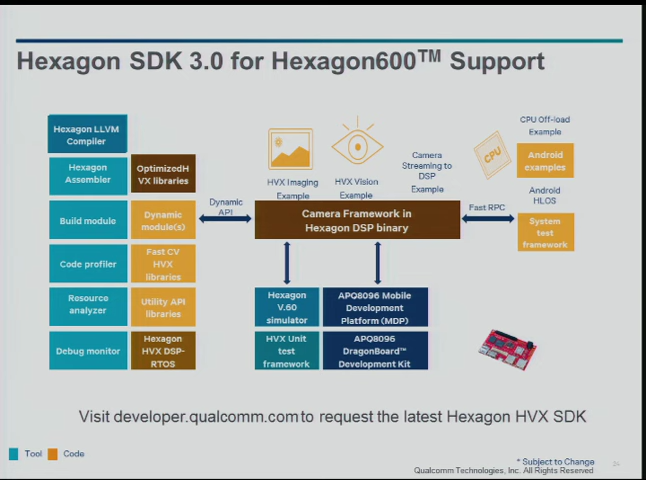 Hexagon SDK 3.0 for Hexagon600™ Support
Hexagon LLVM
Compiler
Hexagon
Assembler
Build module
Code profiler
Resource
analyzer
Debug monitor
OptimizedH
VX libraries
Dynamic
module(s)
Fast CV
HVX
libraries
Utility API
libraries
Hexagon
HVX DSP-
RTOS
Dynamic
API
HVX Imaging
Example
HVX Vision
Example
Camera
Streaming to
DSP
Example
Camera Framework in
Hexagon DSP binary
Fast RPC
CPU
CPU Off-load
Example
Android
examples
Android
HLOS
System
test
framework
Hexagon
V.60
simulator
HVX Unit
test
framework
APQ8096 Mobile
Development
Platform (MDP)
APQ8096
DragonBoard™
Development Kit
Visit developer.qualcomm.com to request the latest Hexagon HVX SDK
Tool
Code
* Subject to Change
Qualcomm Technologies, Inc. All Rights Reserved